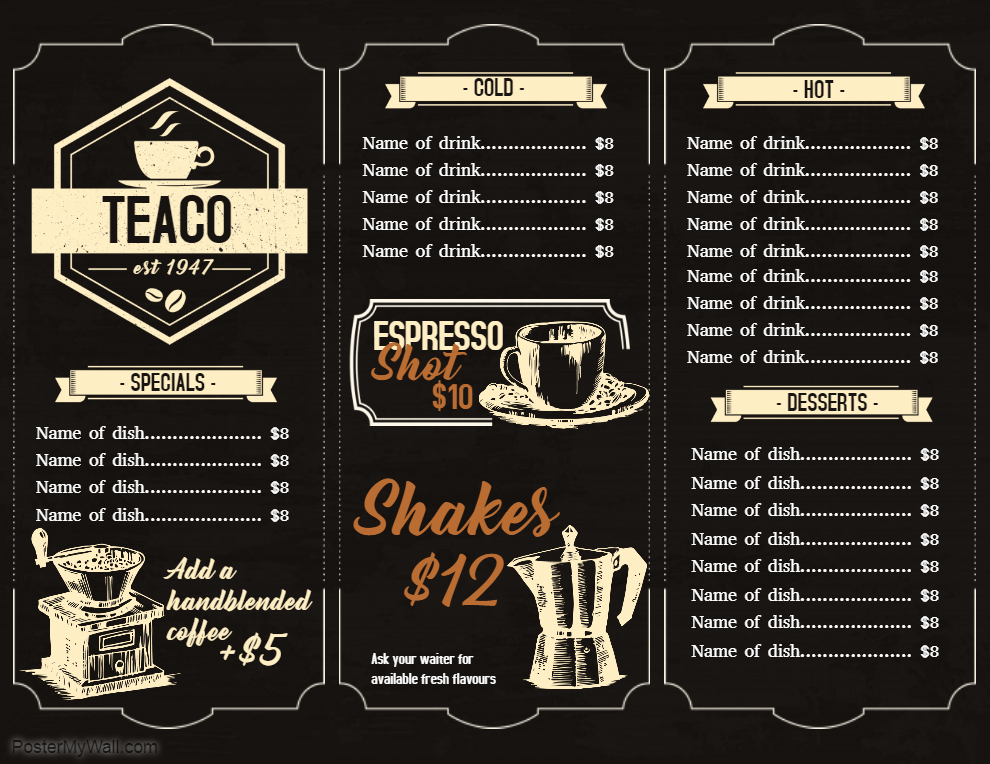 TEACO
est 1947
- SPECIALS -
Name of dish..................... $8
Name of dish..................... $8
Name of dish..................... $8
Name of dish..................... $8
Add a
handblended
coffee
+$5
- COLD -
Name of drink................... $8
Name of drink................... $8
Name of drink................... $8
Name of drink................... $8
Name of drink................... $8
ESPRESSO
Shot
$10
Shakes
$12
Ask your waiter for
available fresh flavours
- HOT -
Name of drink................... $8
Name of drink................... $8
Name of drink................... $8
Name of drink................... $8
Name of drink................... $8
Name of drink................... $8
Name of drink................... $8
Name of drink................... $8
Name of drink................... $8
- DESSERTS -
Name of dish.................... $8
Name of dish.................... $8
Name of dish.................... $8
Name of dish.................... $8
Name of dish.................... $8
Name of dish.................... $8
Name of dish.................... $8
Name of dish.................... $8
PosterMyWall.com